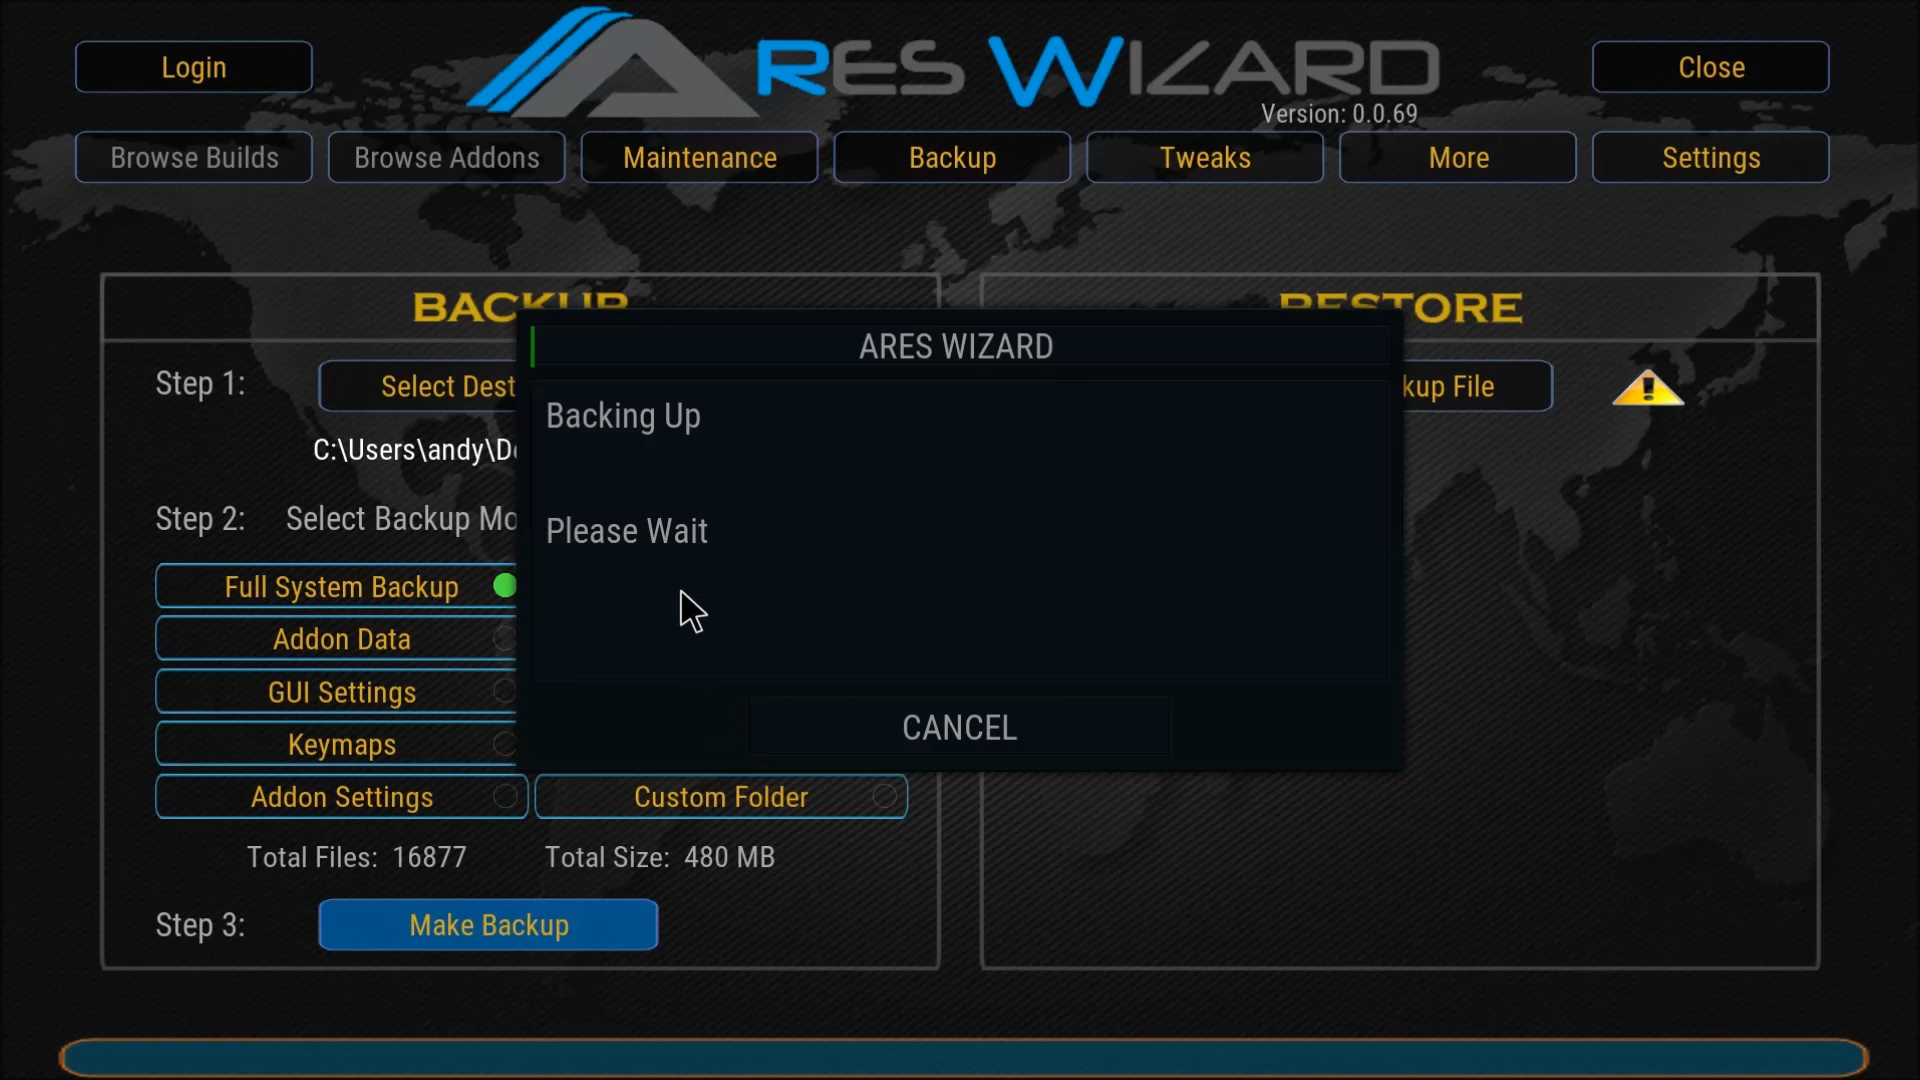 Login
ARES WIZARD
Close
Version: 0.0.69
Browse Builds
Browse Addons
Maintenance
Backup
Tweaks
More
Settings
BACKUP
RESTORE
ARES WIZARD
Step 1:
Select Dest
kup File
Backing Up
C:\Users\andy\D
Step 2:
Select Backup Mo
Please Wait
Full System Backup
Addon Data
GUI Settings
CANCEL
Keymaps
Addon Settings
Custom Folder
Total Files: 16877
Total Size: 480 MB
Step 3:
Make Backup